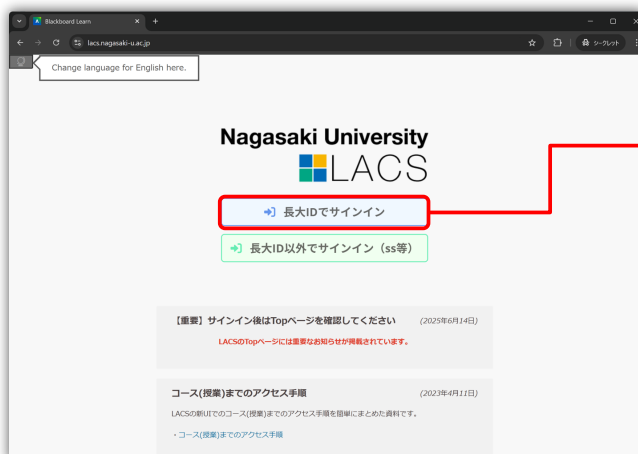 Blackboard Learn
lacs.nagasaki-u.ac.jp
シークレット
Change language for English here.
Nagasaki University
LACS
長大IDでサインイン
長大ID以外でサインイン（ss等）
【重要】サインイン後はTopページを確認してください (2025年6月14日)
LACSのTopページには重要なお知らせが掲載されています。
コース(授業)までのアクセス手順 (2023年4月11日)
LACSの新UIでのコース(授業)までのアクセス手順を簡単にまとめた資料です。
・コース(授業)までのアクセス手順